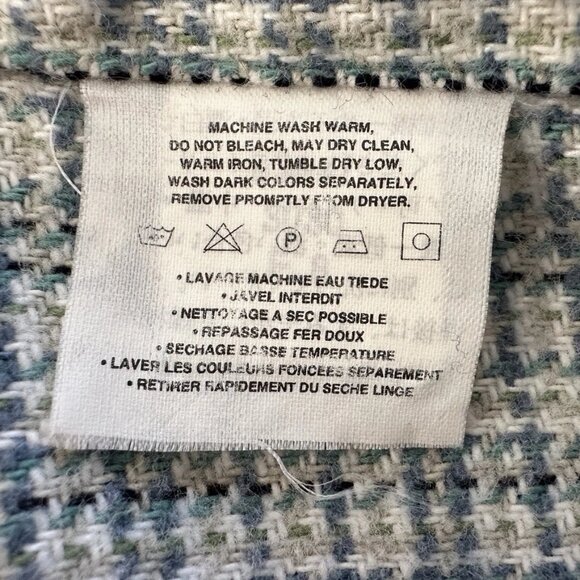 MACHINE WASH WARM,
DO NOT BLEACH, MAY DRY CLEAN,
WARM IRON, TUMBLE DRY LOW,
WASH DARK COLORS SEPARATELY,
REMOVE PROMPTLY FROM DRYER.
P
• LAVAGE MACHINE EAU TIEDE
• JAVEL INTERDIT
• NETTOYAGE A SEC POSSIBLE
• REPASSAGE FER DOUX
• SECHAGE BASSE TEMPERATURE
• LAVER LES COULEURS FONCEES SEPAREMENT
• RETIRER RAPIDEMENT DU SECHE LINGE